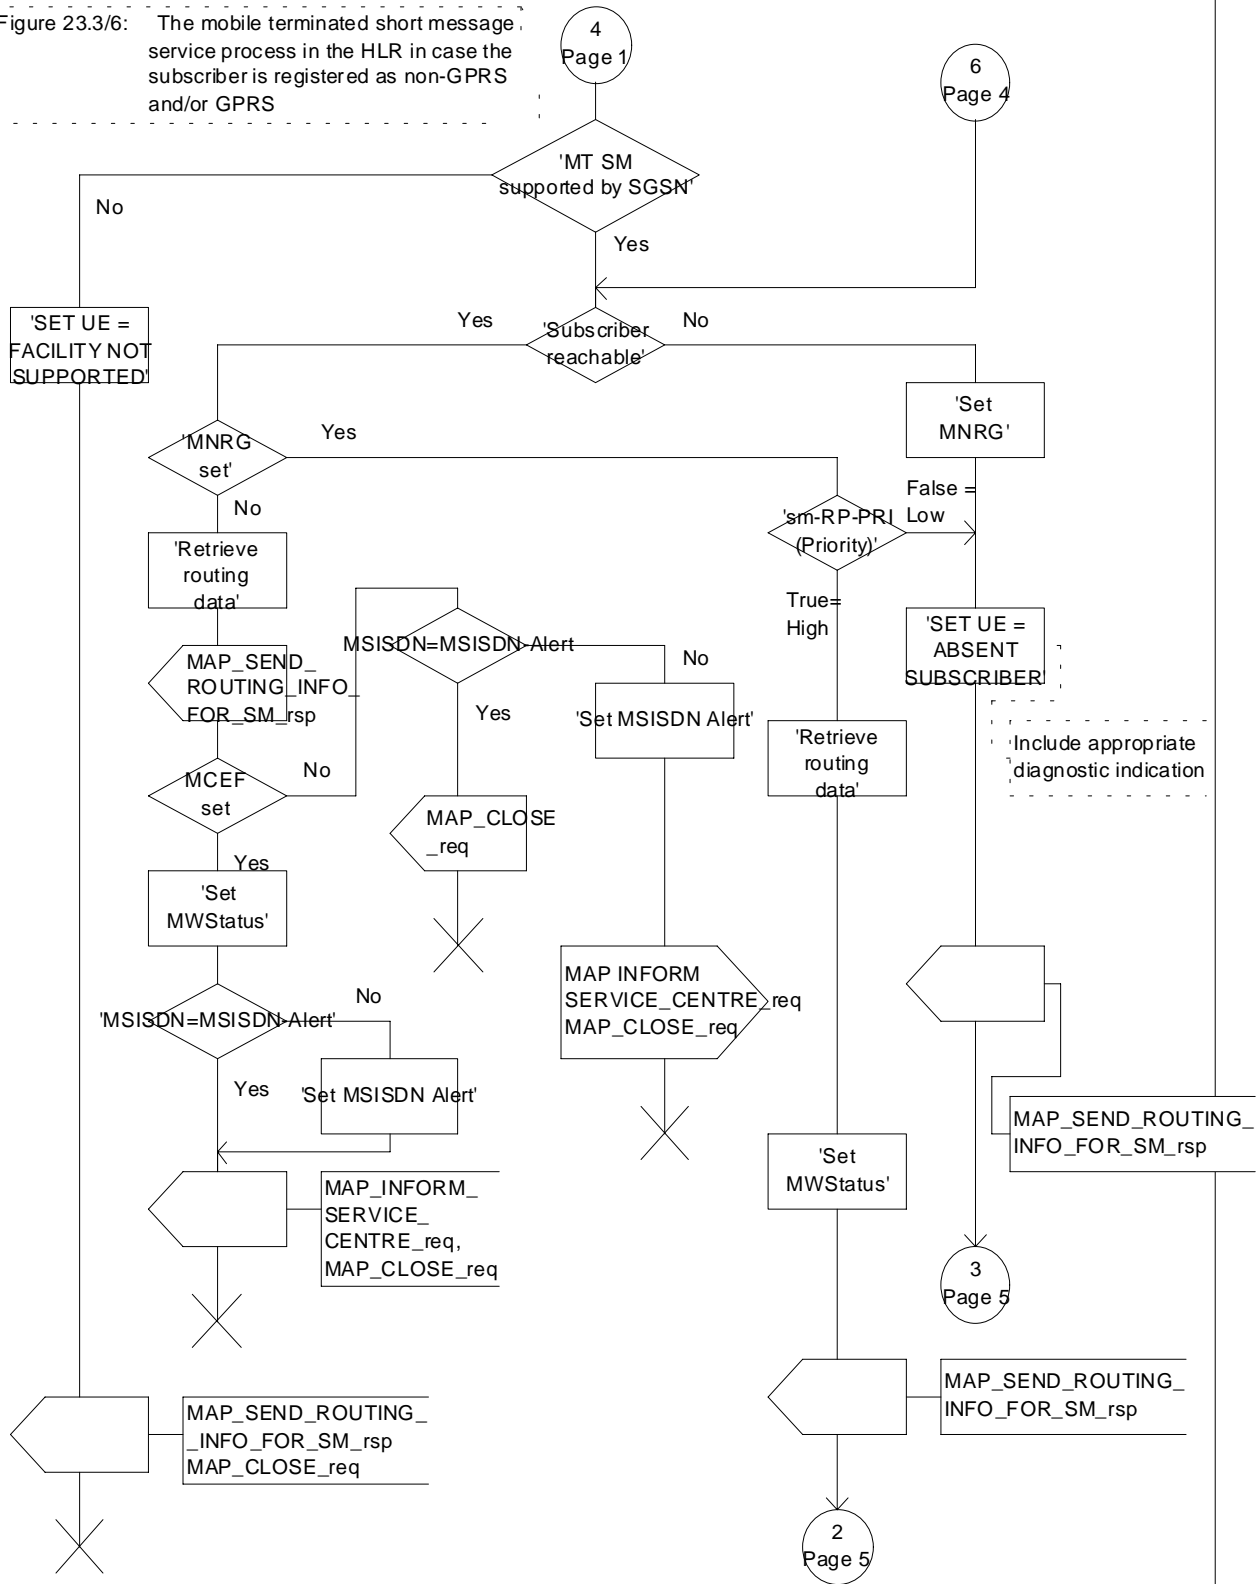 Figure 23.3/6: The mobile terminated short message
service process in the HLR in case the
subscriber is registered as non-GPRS
and/or GPRS
4
Page 1
6
Page 4
'MT SM
supported by SGSN'
No
Yes
'SET UE =
FACILITY NOT
SUPPORTED'
Yes
'Subscriber
reachable'
No
'Set
MNRG'
'MNRG
set'
Yes
No
'sm-RP-PRI
(Priority)'
False =
Low
True=
High
'Retrieve
routing
data'
MAP_SEND_
ROUTING_INFO_
FOR_SM_rsp
MSISDN=MSISDN-Alert
No
Yes
'Set MSISDN Alert'
'SET UE =
ABSENT
SUBSCRIBER'
Include appropriate
diagnostic indication
'Retrieve
routing
data'
MCEF
set
No
Yes
MAP_CLOSE
_req
'Set
MWStatus'
MAP INFORM
SERVICE_CENTRE_req
MAP_CLOSE_req
'MSISDN=MSISDN-Alert'
No
Yes
'Set MSISDN Alert'
MAP_SEND_ROUTING_
INFO_FOR_SM_rsp
'Set
MWStatus'
MAP_INFORM_
SERVICE_
CENTRE_req,
MAP_CLOSE_req
3
Page 5
MAP_SEND_ROUTING_
INFO_FOR_SM_rsp
MAP_SEND_ROUTING_
_INFO_FOR_SM_rsp
MAP_CLOSE_req
2
Page 5